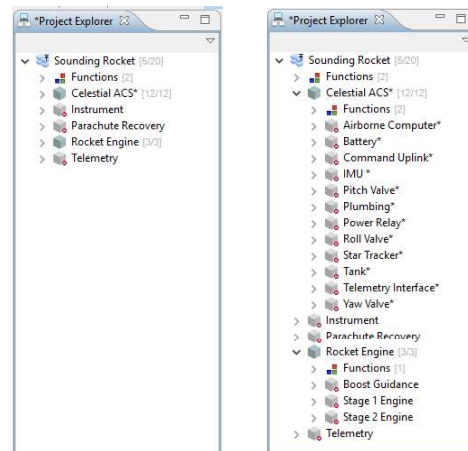 *Project Explorer
Sounding Rocket [5/20]
Functions [2]
Celestial ACS* [12/12]
Instrument
Parachute Recovery
Rocket Engine [3/3]
Telemetry
*Project Explorer
Sounding Rocket [5/20]
Functions [2]
Celestial ACS* [12/12]
Functions [2]
Airborne Computer*
Battery*
Command Uplink*
IMU *
Pitch Valve*
Plumbing*
Power Relay*
Roll Valve*
Star Tracker*
Tank*
Telemetry Interface*
Yaw Valve*
Instrument
Parachute Recovery
Rocket Engine [3/3]
Functions [1]
Boost Guidance
Stage 1 Engine
Stage 2 Engine
Telemetry